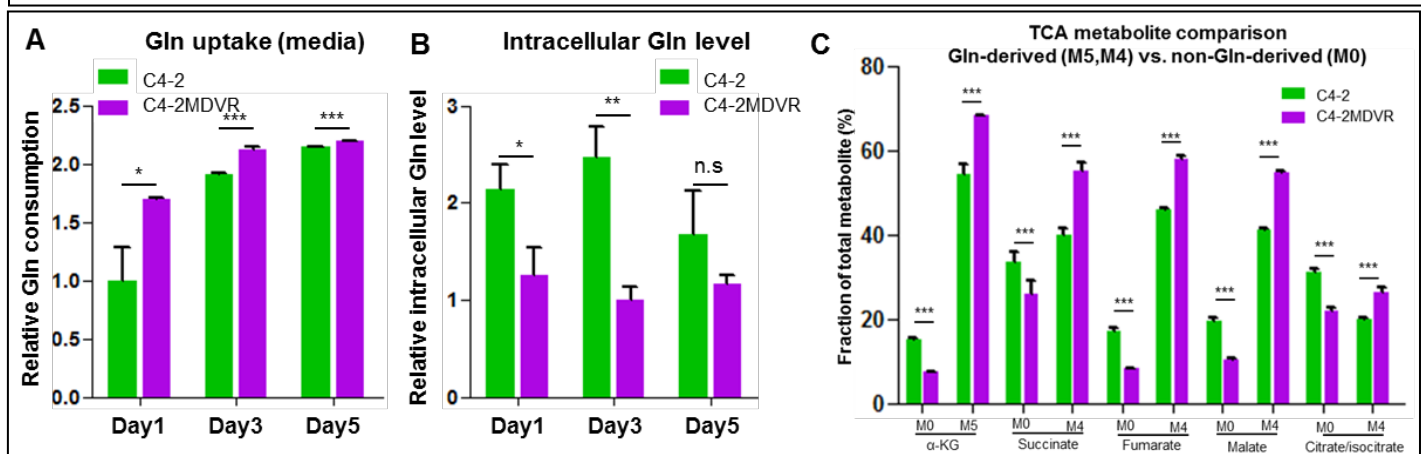 A
Gln uptake (media)
C4-2
C4-2MDVR
Relative Gln consumption
2.5
2.0
1.5
1.0
0.5
0.0
*
***
***
Day1 Day3 Day5
B
Intracellular Gln level
C4-2
C4-2MDVR
Relative intracellular Gln level
3
2
1
0
*
**
n.s
Day1 Day3 Day5
C
TCA metabolite comparison
Gln-derived (M5,M4) vs. non-Gln-derived (M0)
C4-2
C4-2MDVR
Fraction of total metabolite (%)
80
60
40
20
0
***
***
***
***
***
***
***
***
***
***
M0 M5 M0 M4 M0 M4 M0 M4 M0 M4
α-KG Succinate Fumarate Malate Citrate/isocitrate